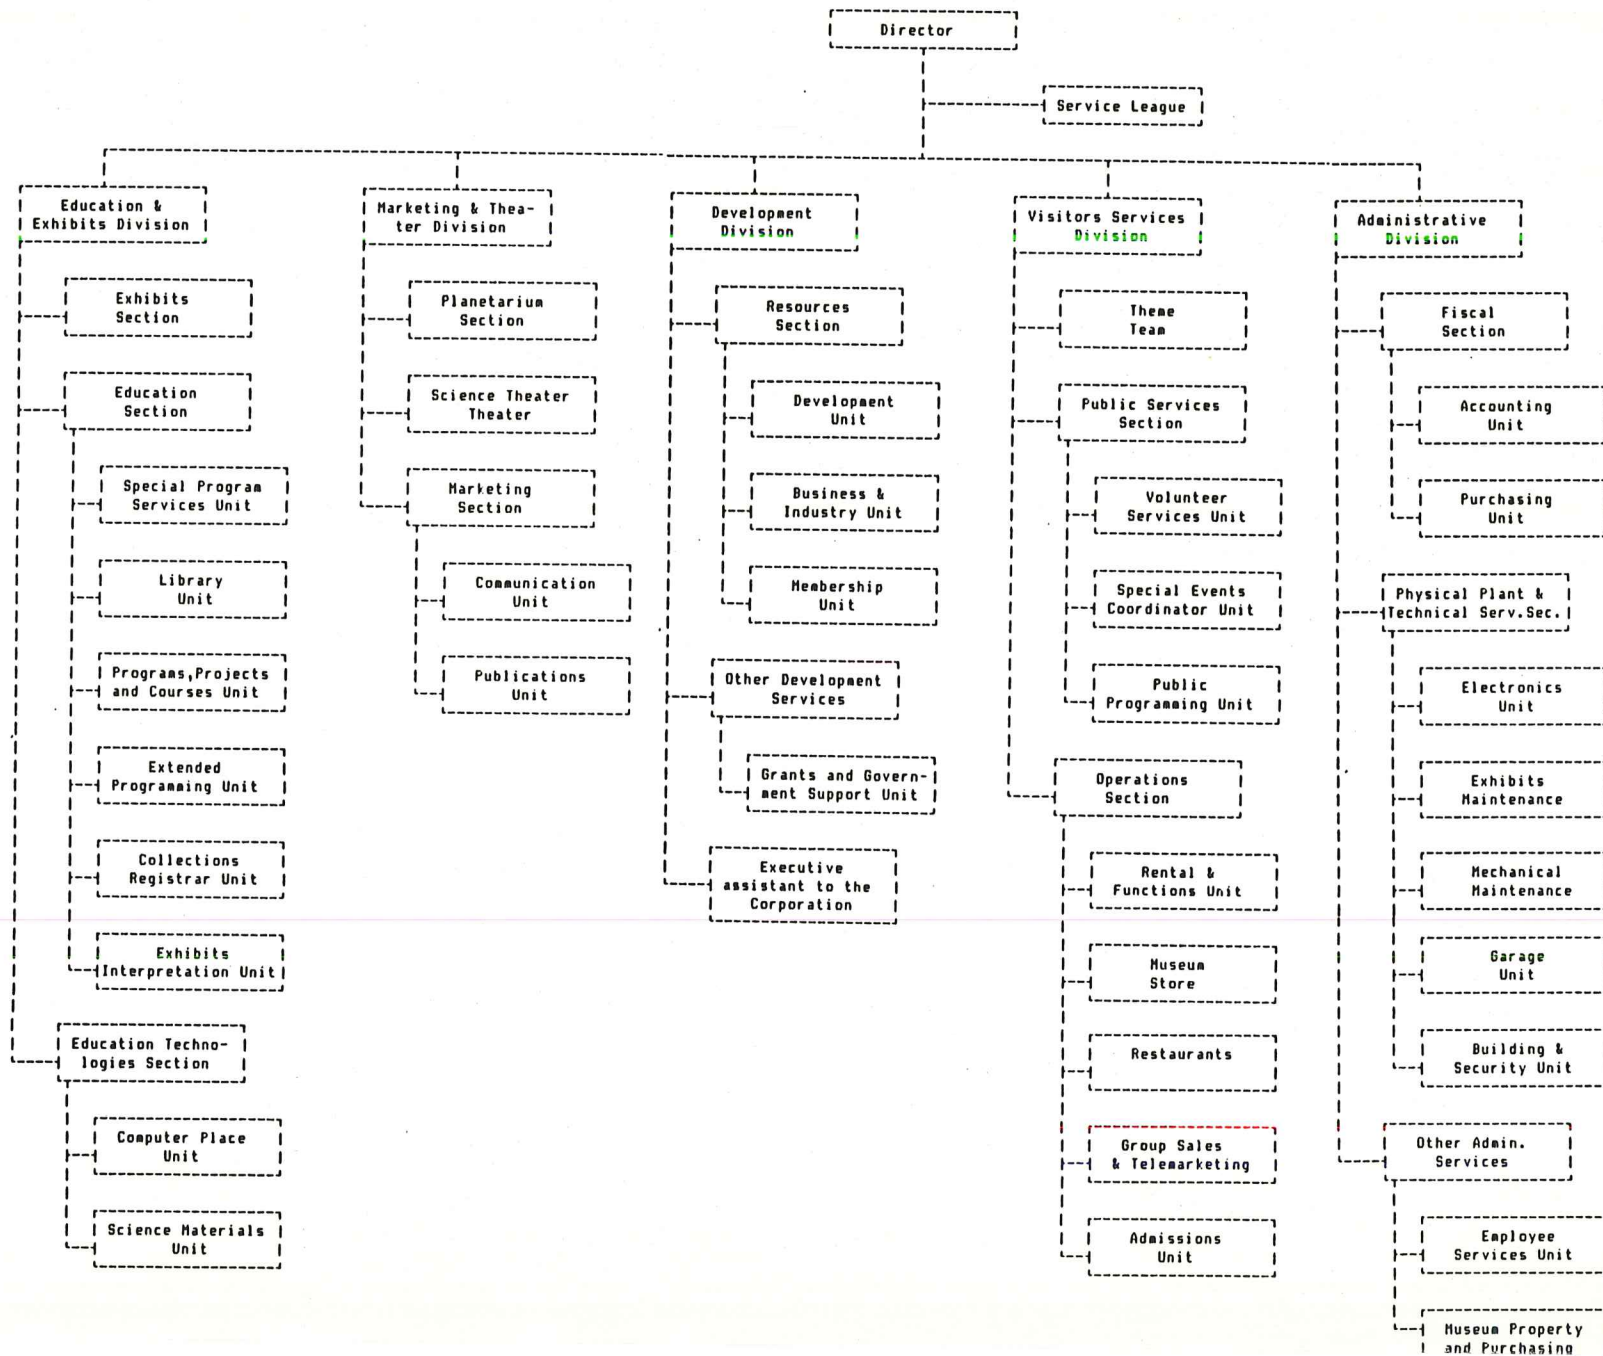 Director
Service League
Education &
Exhibits Division
Exhibits
Section
Education
Section
Special Program
Services Unit
Library
Unit
Programs,Projects
and Courses Unit
Extended
Programming Unit
Collections
Registrar Unit
Exhibits
Interpretation Unit
Education Techno-
logies Section
Computer Place
Unit
Science Materials
Unit
Marketing & Thea-
ter Division
Planetarium
Section
Science Theater
Theater
Marketing
Section
Communication
Unit
Publications
Unit
Development
Division
Resources
Section
Development
Unit
Business &
Industry Unit
Membership
Unit
Other Development
Services
Grants and Govern-
ment Support Unit
Executive
assistant to the
Corporation
Visitors Services
Division
Theme
Team
Public Services
Section
Volunteer
Services Unit
Special Events
Coordinator Unit
Public
Programming Unit
Operations
Section
Rental &
Functions Unit
Museum
Store
Restaurants
Group Sales
& Telemarketing
Admissions
Unit
Administrative
Division
Fiscal
Section
Accounting
Unit
Purchasing
Unit
Physical Plant &
Technical Serv.Sec.
Electronics
Unit
Exhibits
Maintenance
Mechanical
Maintenance
Garage
Unit
Building &
Security Unit
Other Admin.
Services
Employee
Services Unit
Museum Property
and Purchasing